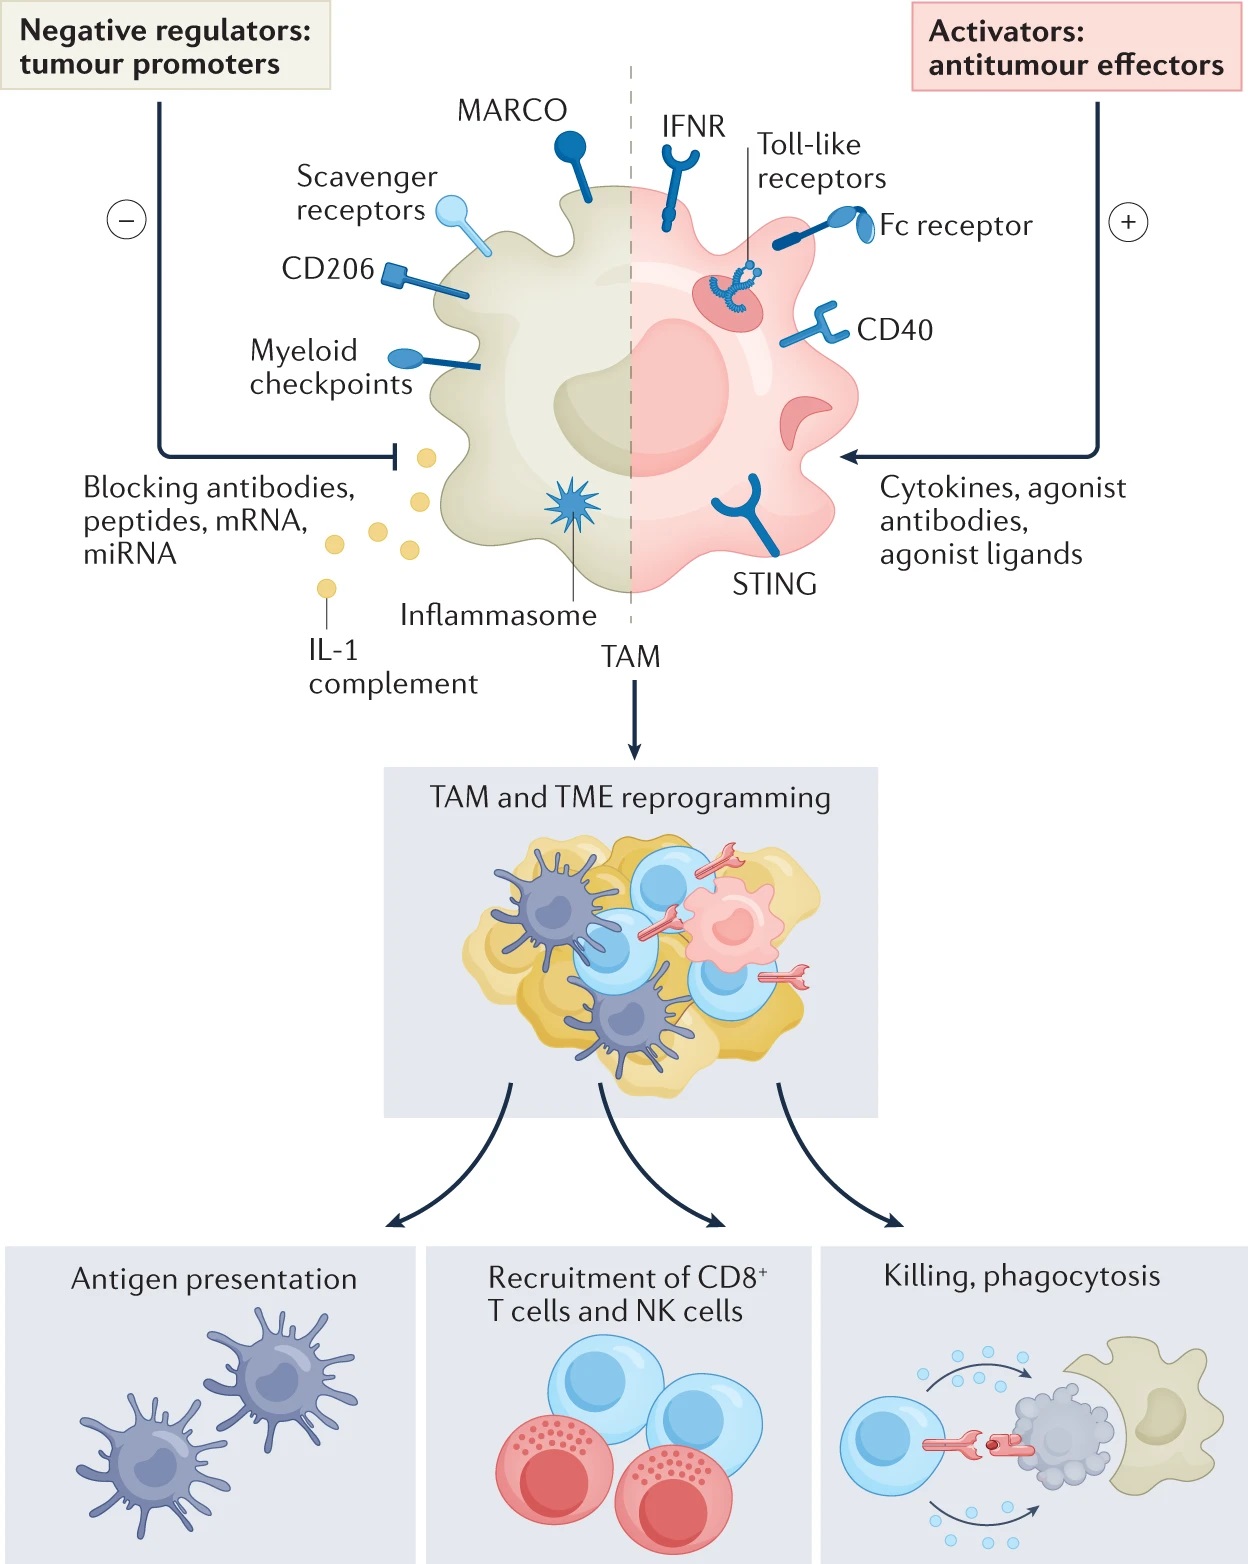 Negative regulators:
tumour promoters
Activators:
antitumour effectors
MARCO
IFNR
Toll-like
receptors
Scavenger
receptors
Fc receptor
−
+
CD206
CD40
Myeloid
checkpoints
Blocking antibodies,
peptides, mRNA,
miRNA
Cytokines, agonist
antibodies,
agonist ligands
STING
Inflammasome
IL-1
complement
TAM
TAM and TME reprogramming
Antigen presentation
Recruitment of CD8⁺
T cells and NK cells
Killing, phagocytosis